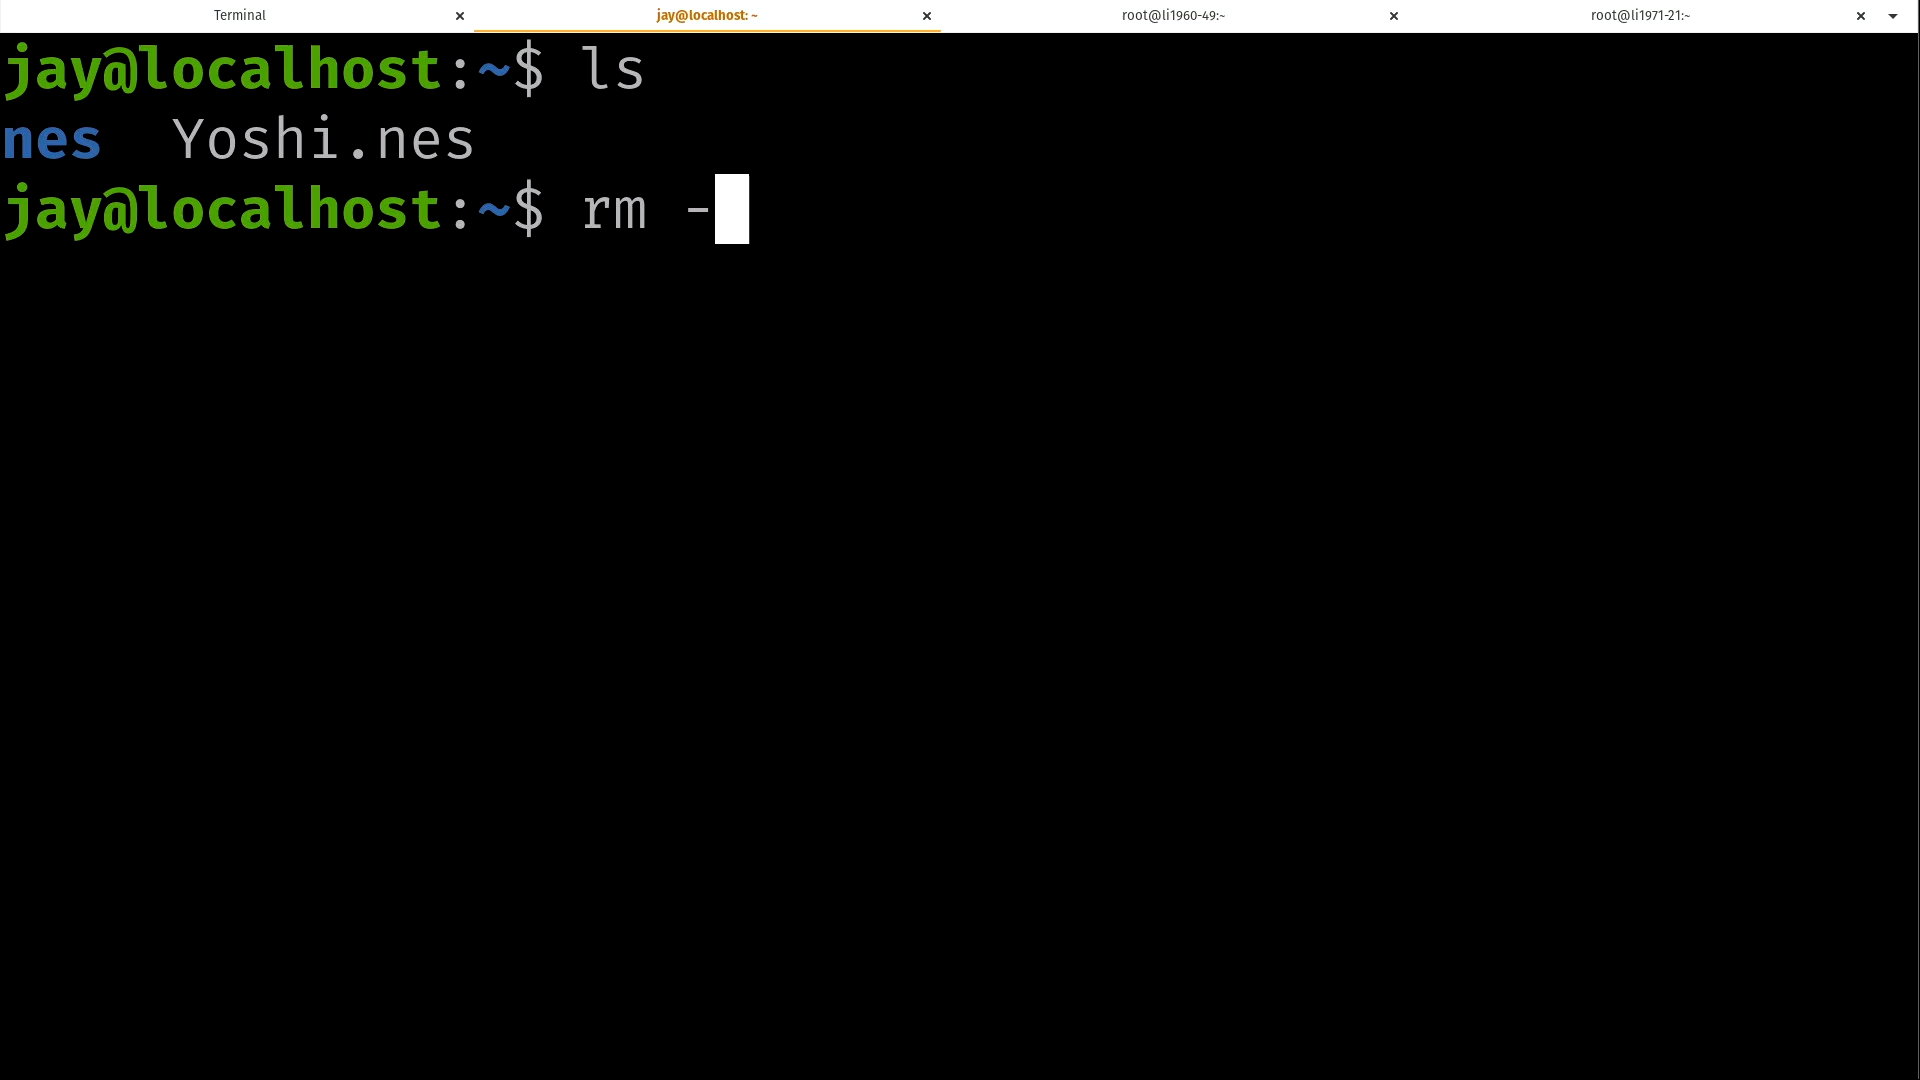 Terminal × jay@localhost: ~ × root@li1960-49:~ × root@li1971-21:~ ×
jay@localhost:~$ ls
nes Yoshi.nes
jay@localhost:~$ rm -